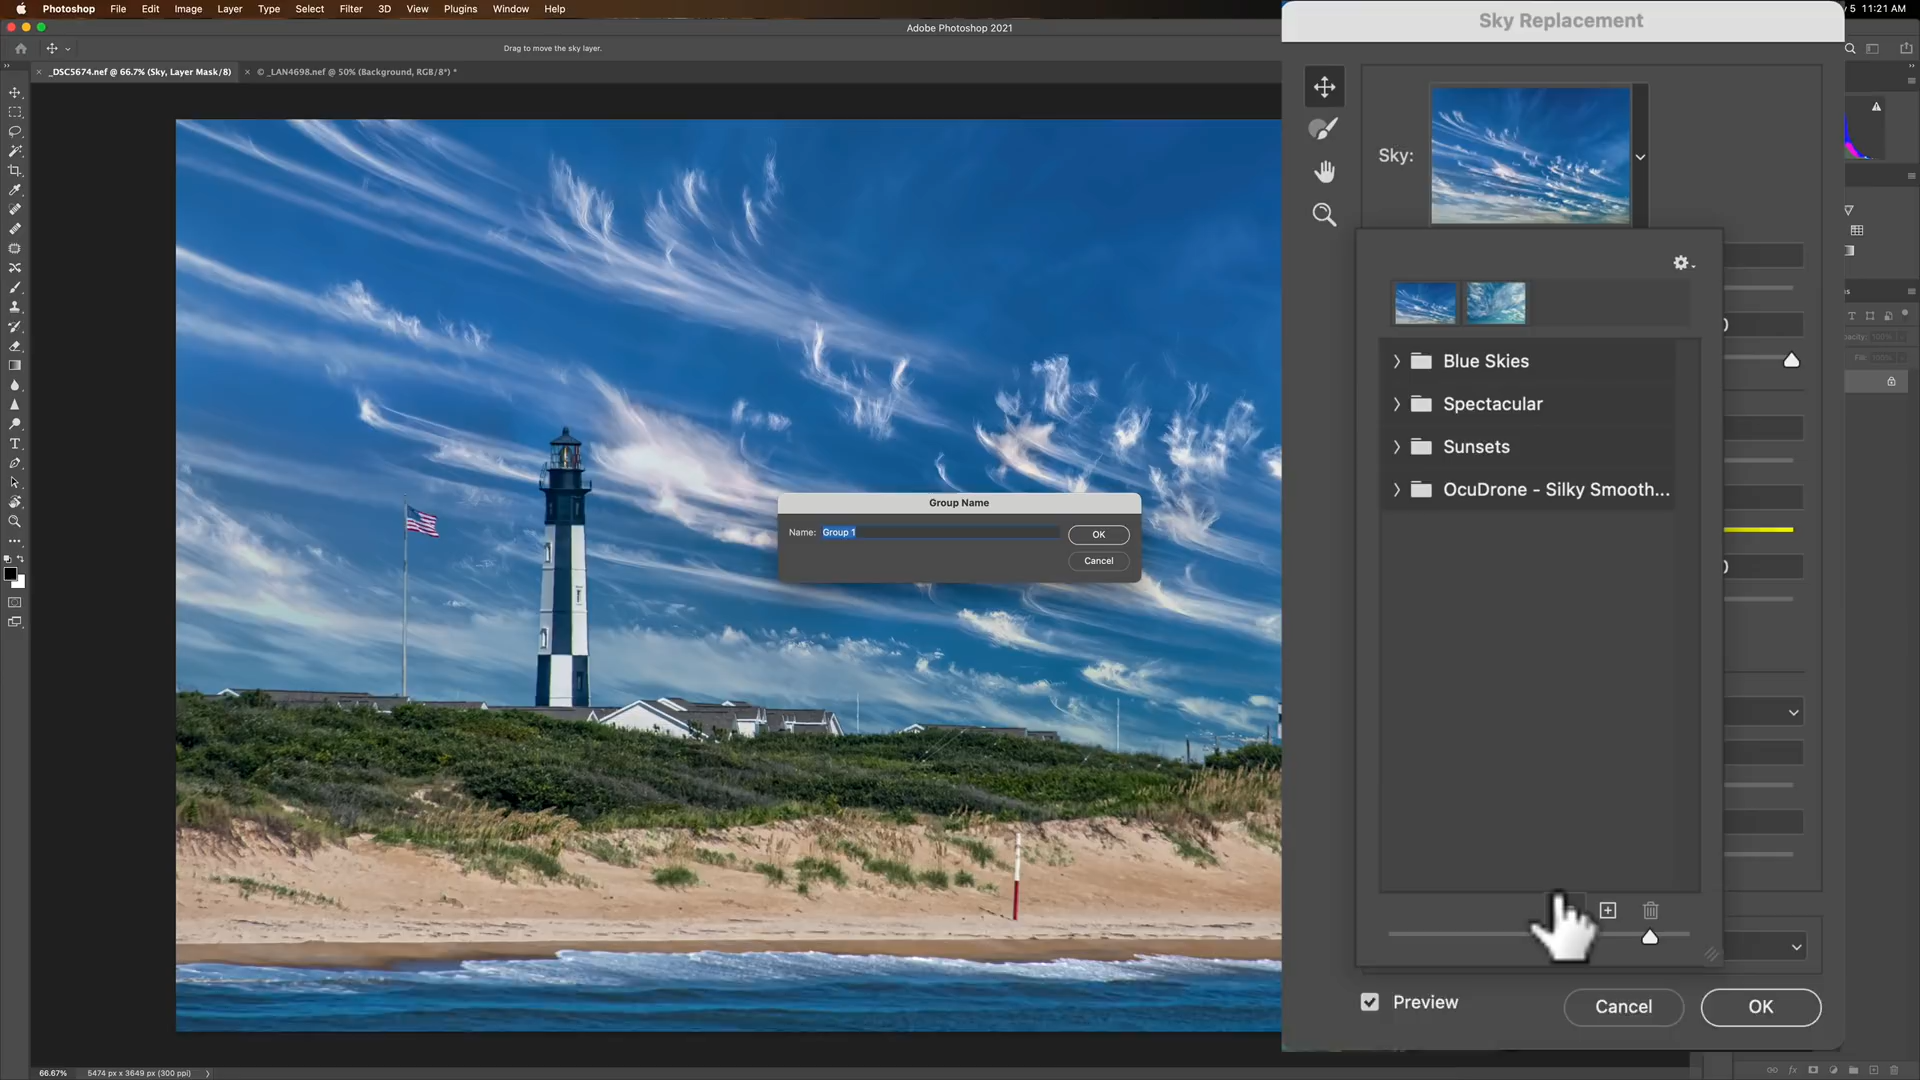 Photoshop File Edit Image Layer Type Select Filter 3D View Plugins Window Help
5 11:21 AM
Adobe Photoshop 2021
Drag to move the sky layer.
_DSC5674.nef @ 66.7% (Sky, Layer Mask/8)
© _LAN4698.nef @ 50% (Background, RGB/8*) *
Sky Replacement
Sky:
Blue Skies
Spectacular
Sunsets
OcuDrone - Silky Smooth...
Group Name
Name: Group 1
OK
Cancel
Preview
Cancel
OK
66.67% 5474 px x 3649 px (300 ppi)